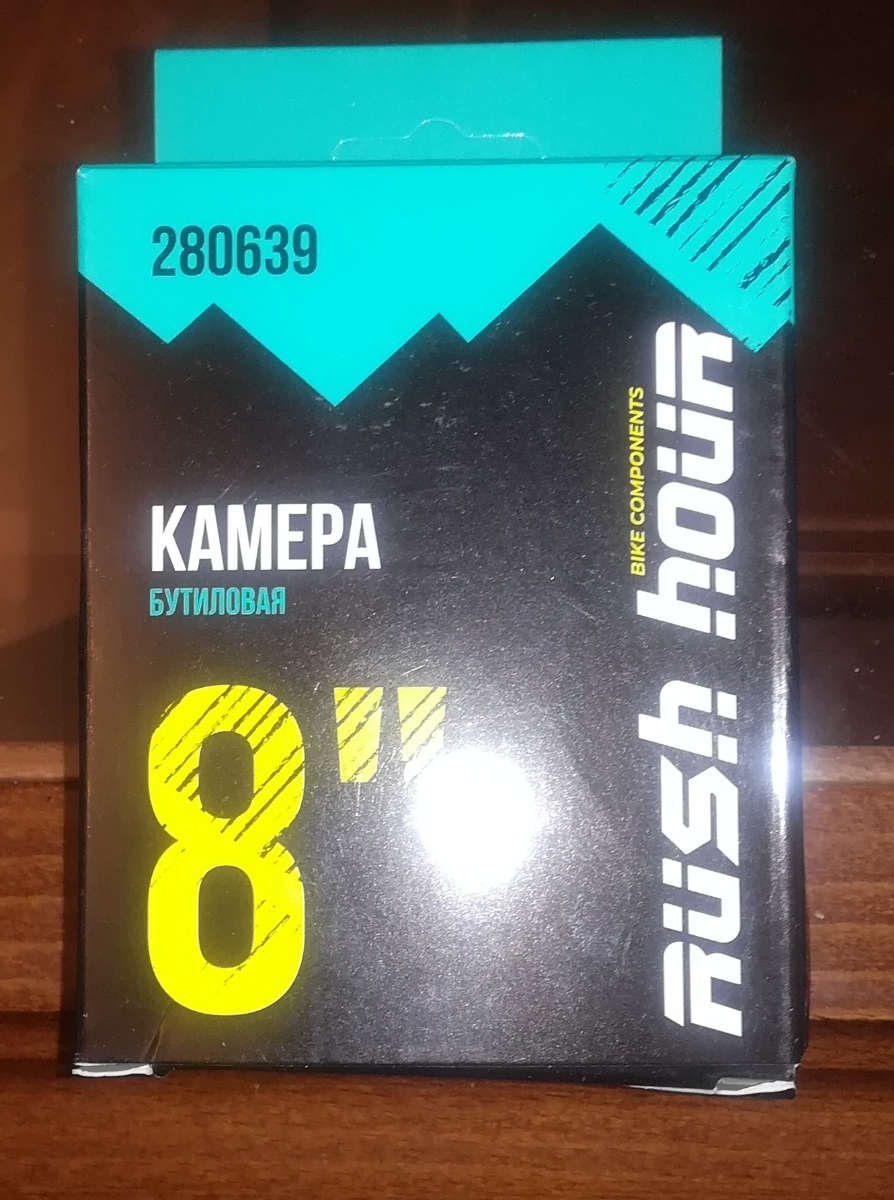 280639
КАМЕРА
БУТИЛОВАЯ
8"
RUSH HOUR
BIKE COMPONENTS